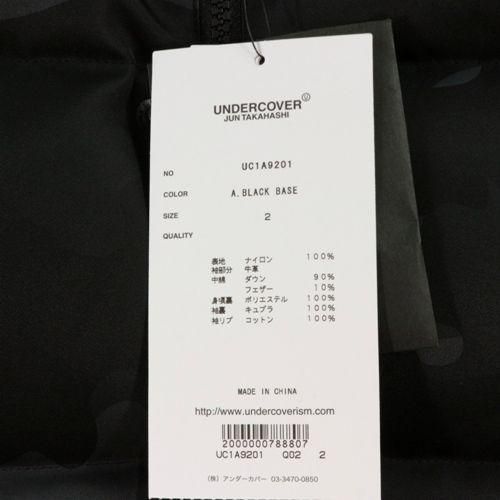 UNDERCOVER Ⓤ
JUN TAKAHASHI
NO UC1A9201
COLOR A.BLACK BASE
SIZE 2
QUALITY
表地 ナイロン 100%
袖部分 牛革
中綿 ダウン 90%
フェザー 10%
身頃裏 ポリエステル 100%
袖裏 キュプラ 100%
袖リブ コットン 100%
MADE IN CHINA
http://www.undercoverism.com
2000000788807
UC1A9201 Q02 2
(株) アンダーカバー 03-3470-0850